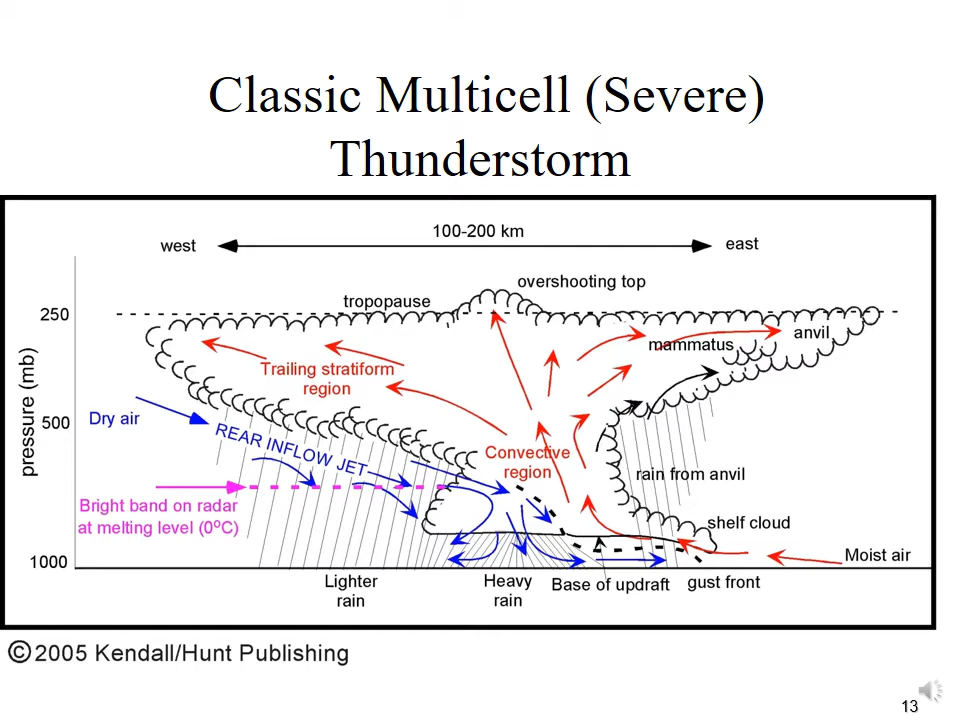 Classic Multicell (Severe)
Thunderstorm
100-200 km
west
east
overshooting top
tropopause
250
anvil
mammatus
Trailing stratiform
region
pressure (mb)
Dry air
500
REAR INFLOW JET
Convective
region
rain from anvil
Bright band on radar
at melting level (0ºC)
shelf cloud
1000
Moist air
Lighter
rain
Heavy
rain
Base of updraft
gust front
©2005 Kendall/Hunt Publishing
13